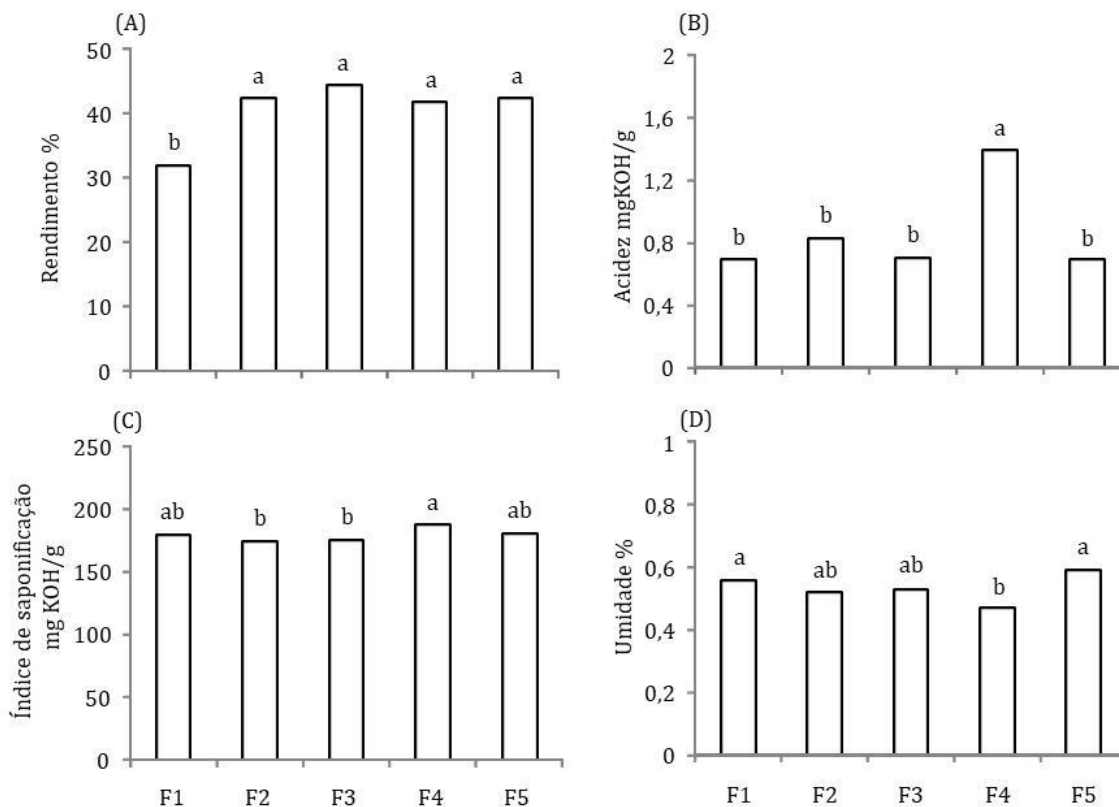 (A)
Rendimento %
50
40
30
20
10
0
b
a
a
a
a
(B)
Acidez mgKOH/g
2
1,6
1,2
0,8
0,4
0
b
b
b
a
b
(C)
Índice de saponificação
mg KOH/g
250
200
150
100
50
0
ab
b
b
a
ab
F1 F2 F3 F4 F5
(D)
Umidade %
1
0,8
0,6
0,4
0,2
0
a
ab
ab
b
a
F1 F2 F3 F4 F5